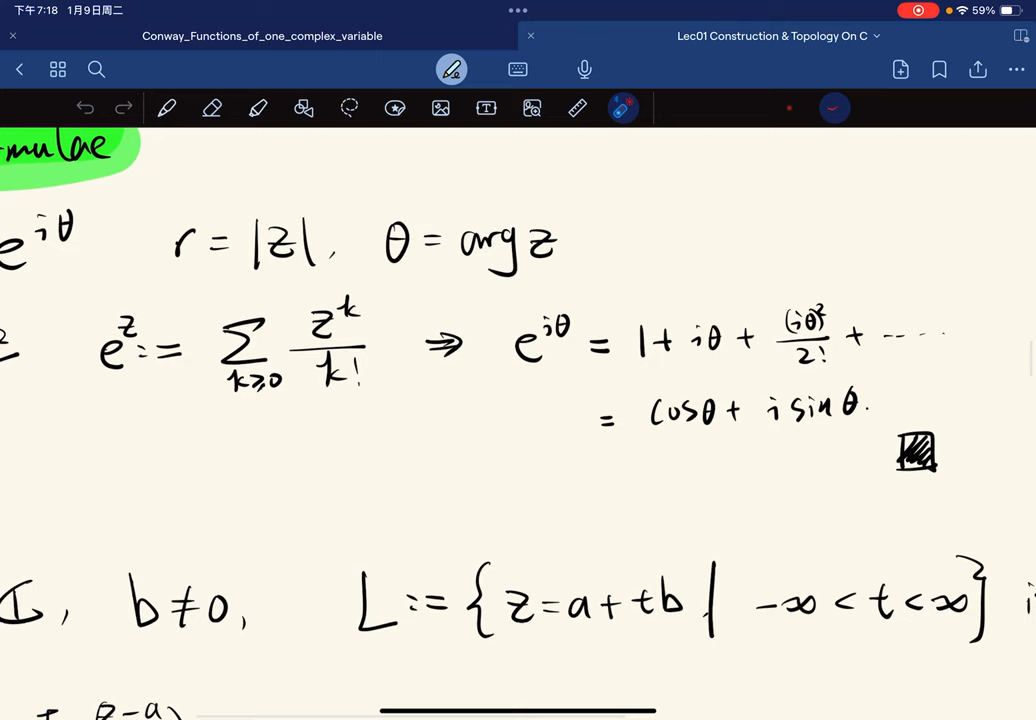 下午7:18 1月9日周二
59%
Conway_Functions_of_one_complex_variable
Lec01 Construction & Topology On C
mulae
e^{iθ} r = |z|, θ = arg z
e^z := ∑_{k≥0} z^k/k! ⇒ e^{iθ} = 1 + iθ + (iθ)^2/2! + ......
= cosθ + i sinθ.
ℂ, b ≠ 0, L := {z = a + tb | -∞ < t < ∞} i
z-a